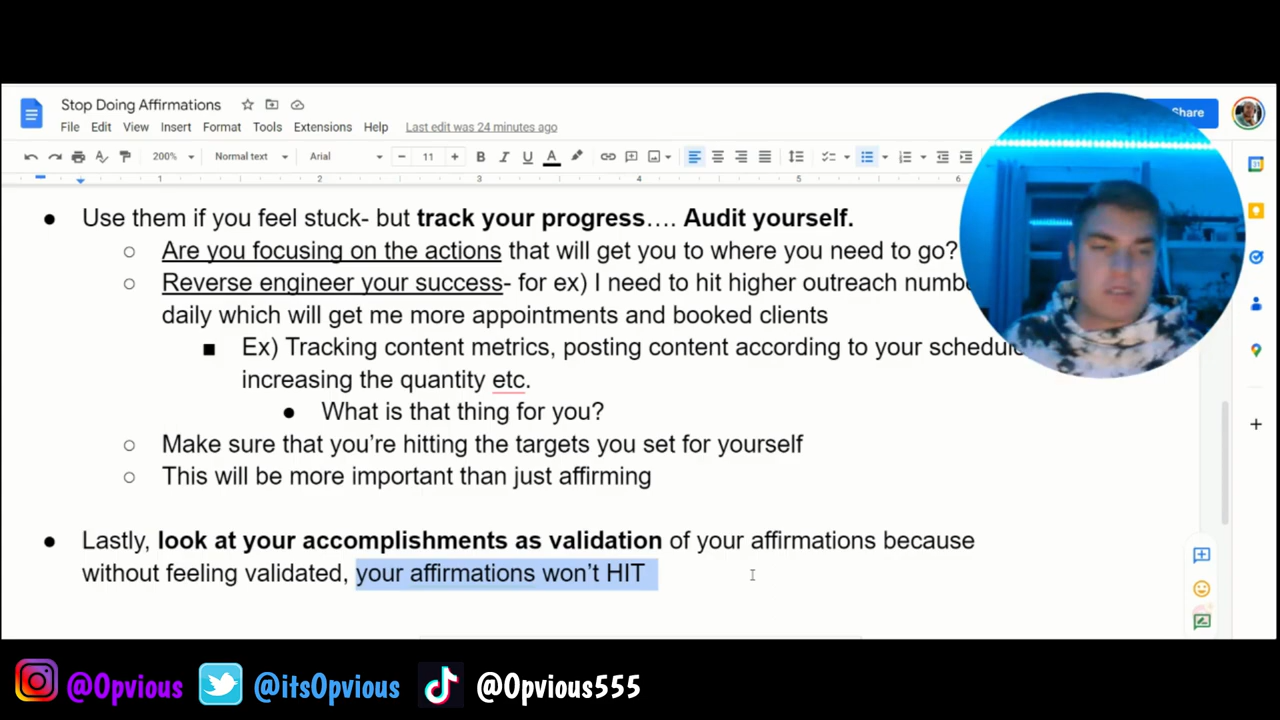 Stop Doing Affirmations
Share
File Edit View Insert Format Tools Extensions Help Last edit was 24 minutes ago
200% Normal text Arial 11 B I U A
1 2 3 4 5 6
● Use them if you feel stuck- but track your progress.... Audit yourself.
○ Are you focusing on the actions that will get you to where you need to go?
○ Reverse engineer your success- for ex) I need to hit higher outreach
daily which will get me more appointments and booked clients
■ Ex) Tracking content metrics, posting content according to your
increasing the quantity etc.
● What is that thing for you?
○ Make sure that you're hitting the targets you set for yourself
○ This will be more important than just affirming
● Lastly, look at your accomplishments as validation of your affirmations because
without feeling validated, your affirmations won't HIT
@Opvious @itsOpvious @Opvious555